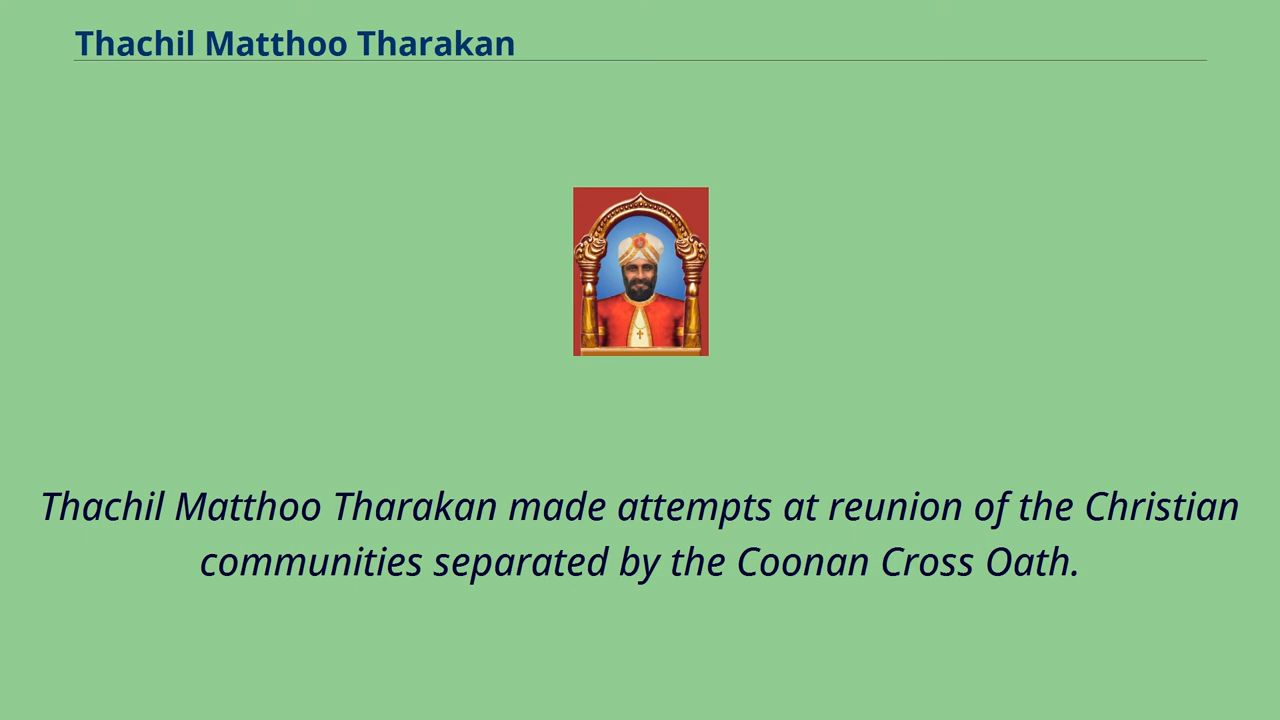 Thachil Matthoo Tharakan
Thachil Matthoo Tharakan made attempts at reunion of the Christian
communities separated by the Coonan Cross Oath.